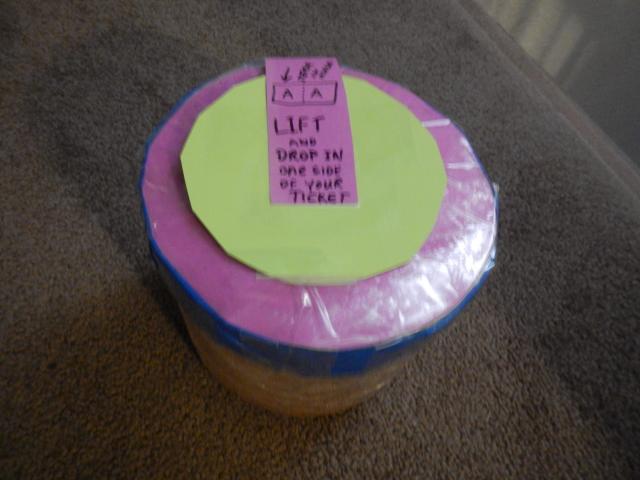 A A
LIFT
AND
DROP IN
ONE SIDE
OF YOUR
TICKET